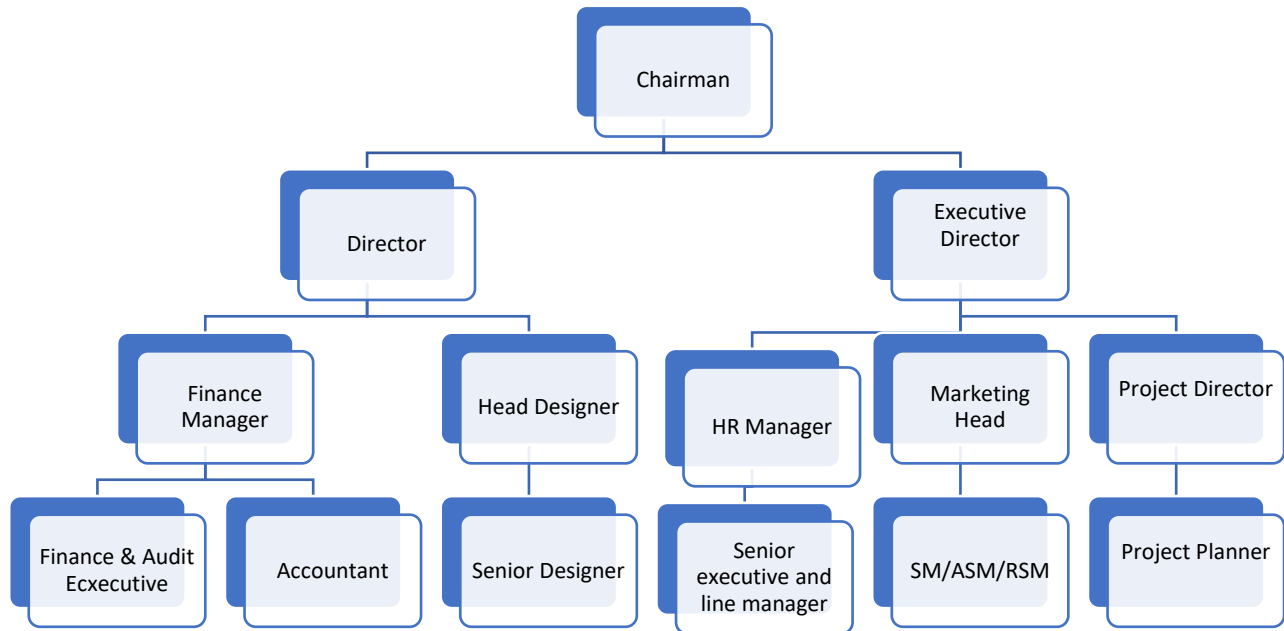 Chairman
Director
Executive
Director
Finance
Manager
Head Designer
HR Manager
Marketing
Head
Project Director
Finance & Audit
Ecxecutive
Accountant
Senior Designer
Senior
executive and
line manager
SM/ASM/RSM
Project Planner